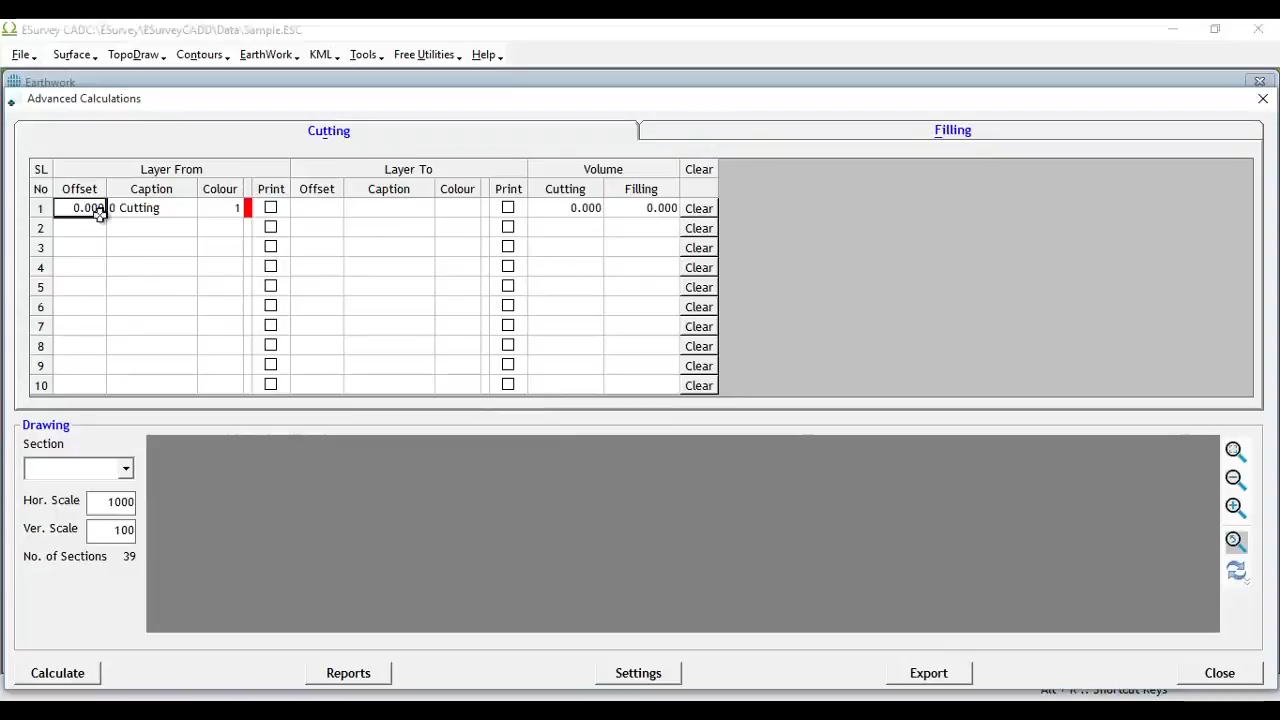 ESurvey CADC:\ESurvey\ESurveyCADD\Data\Sample.ESC
File Surface TopoDraw Contours EarthWork KML Tools Free Utilities Help
Earthwork
Advanced Calculations
Cutting Filling
SL Layer From Layer To Volume Clear
No Offset Caption Colour Print Offset Caption Colour Print Cutting Filling
1 0.000 0 Cutting 1 0.000 0.000 Clear
2 Clear
3 Clear
4 Clear
5 Clear
6 Clear
7 Clear
8 Clear
9 Clear
10 Clear
Drawing
Section
Hor. Scale 1000
Ver. Scale 100
No. of Sections 39
Calculate Reports Settings Export Close
Alt + R :: Shortcut Keys